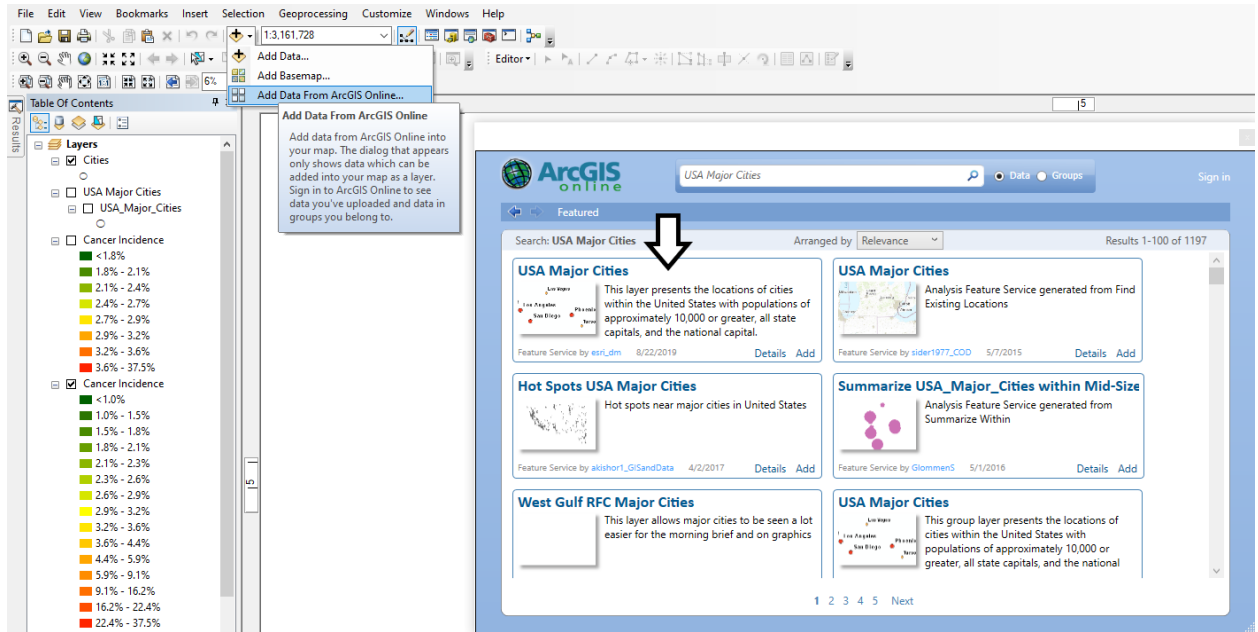 File Edit View Bookmarks Insert Selection Geoprocessing Customize Windows Help
1:3,161,728
Editor
6%
Add Data...
Add Basemap...
Add Data From ArcGIS Online...
Add Data From ArcGIS Online
Add data from ArcGIS Online into
your map. The dialog that appears
only shows data which can be
added into your map as a layer.
Sign in to ArcGIS Online to see
data you've uploaded and data in
groups you belong to.
Results
Table Of Contents
Layers
Cities
USA Major Cities
USA_Major_Cities
Cancer Incidence
<1.8%
1.8% - 2.1%
2.1% - 2.4%
2.4% - 2.7%
2.7% - 2.9%
2.9% - 3.2%
3.2% - 3.6%
3.6% - 37.5%
Cancer Incidence
<1.0%
1.0% - 1.5%
1.5% - 1.8%
1.8% - 2.1%
2.1% - 2.3%
2.3% - 2.6%
2.6% - 2.9%
2.9% - 3.2%
3.2% - 3.6%
3.6% - 4.4%
4.4% - 5.9%
5.9% - 9.1%
9.1% - 16.2%
16.2% - 22.4%
22.4% - 37.5%
5
5
ArcGIS
online
USA Major Cities
Data Groups
Sign in
Featured
Search: USA Major Cities
Arranged by Relevance
Results 1-100 of 1197
USA Major Cities
Las Vegas
Los Angeles
Phoenix
San Diego
This layer presents the locations of cities
within the United States with populations of
approximately 10,000 or greater, all state
capitals, and the national capital.
Feature Service by esri_dm 8/22/2019 Details Add
USA Major Cities
Analysis Feature Service generated from Find
Existing Locations
Feature Service by sider1977_COD 5/7/2015 Details Add
Hot Spots USA Major Cities
Hot spots near major cities in United States
Feature Service by akishor1_GISandData 4/2/2017 Details Add
Summarize USA_Major_Cities within Mid-Size
Analysis Feature Service generated from
Summarize Within
Feature Service by GlommenS 5/1/2016 Details Add
West Gulf RFC Major Cities
This layer allows major cities to be seen a lot
easier for the morning brief and on graphics
USA Major Cities
Las Vegas
Los Angeles
San Diego
This group layer presents the locations of
cities within the United States with
populations of approximately 10,000 or
greater, all state capitals, and the national
1 2 3 4 5 Next